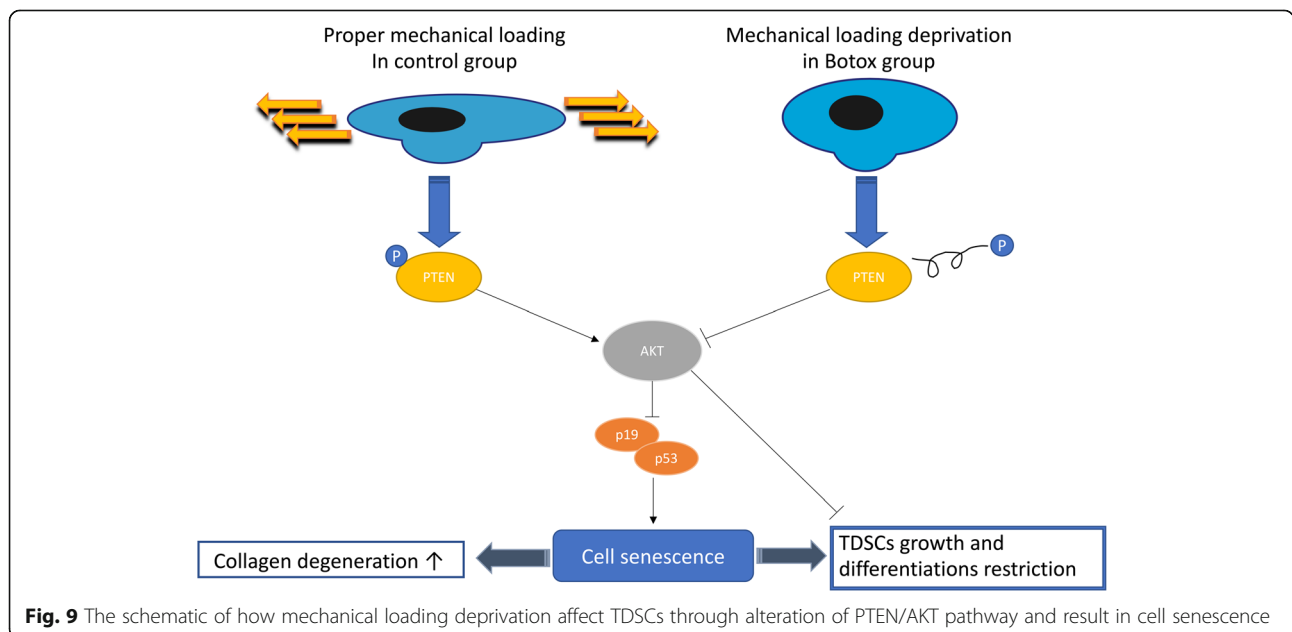 Proper mechanical loading
In control group
Mechanical loading deprivation
in Botox group
P
PTEN
PTEN
P
AKT
p19
p53
Collagen degeneration ↑
Cell senescence
TDSCs growth and
differentiations restriction
Fig. 9 The schematic of how mechanical loading deprivation affect TDSCs through alteration of PTEN/AKT pathway and result in cell senescence